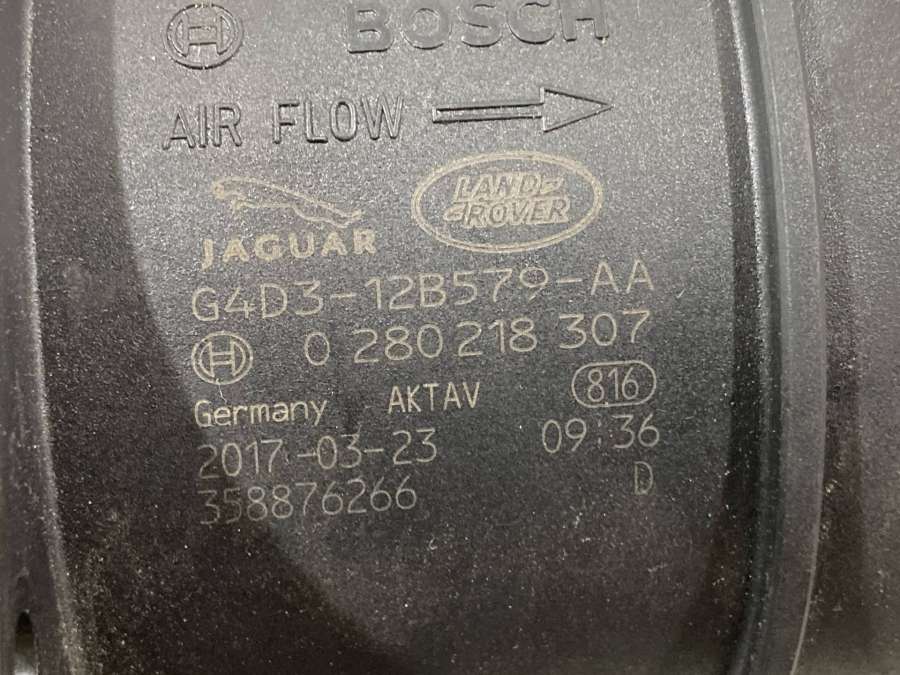 BOSCH
AIR FLOW
JAGUAR LAND ROVER
G4D3-12B579-AA
0 280 218 307
Germany AKTAV 816
2017-03-23 09:36
358876266 D